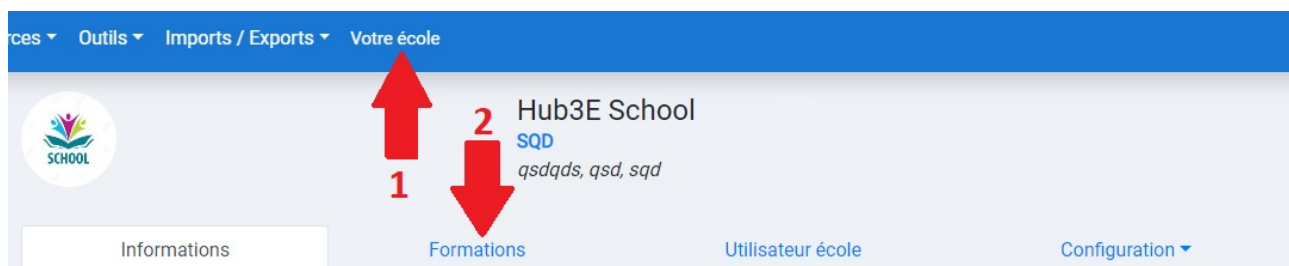 rces Outils Imports / Exports Votre école
Hub3E School
2
SQD
SCHOOL
qsdqds, qsd, sqd
1
Informations Formations Utilisateur école Configuration